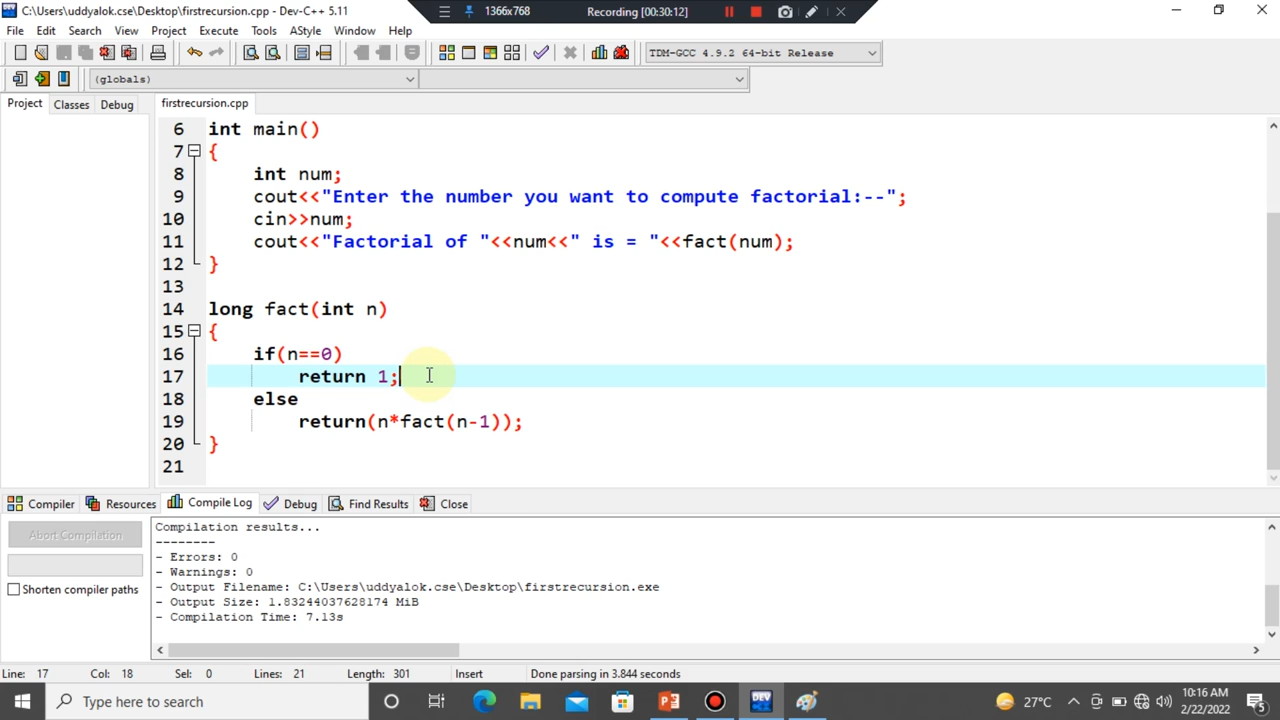 C:\Users\uddyalok.cse\Desktop\firstrecursion.cpp - Dev-C++ 5.11
1366x768
Recording [00:30:12]
File Edit Search View Project Execute Tools AStyle Window Help
TDM-GCC 4.9.2 64-bit Release
(globals)
Project Classes Debug
firstrecursion.cpp
6 int main()
7 {
8 int num;
9 cout<<"Enter the number you want to compute factorial:--";
10 cin>>num;
11 cout<<"Factorial of "<<num<<" is = "<<fact(num);
12 }
13
14 long fact(int n)
15 {
16 if(n==0)
17 return 1;
18 else
19 return(n*fact(n-1));
20 }
21
Compiler Resources Compile Log Debug Find Results Close
Abort Compilation
Shorten compiler paths
Compilation results...
--------
- Errors: 0
- Warnings: 0
- Output Filename: C:\Users\uddyalok.cse\Desktop\firstrecursion.exe
- Output Size: 1.83244037628174 MiB
- Compilation Time: 7.13s
Line: 17 Col: 18 Sel: 0 Lines: 21 Length: 301 Insert Done parsing in 3.844 seconds
Type here to search
DEV
27°C
10:16 AM
2/22/2022
5